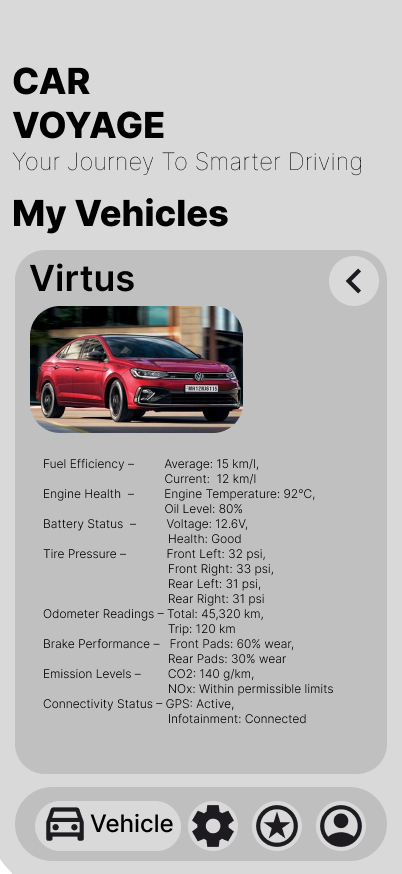 CAR
VOYAGE
Your Journey To Smarter Driving
My Vehicles
Virtus
Fuel Efficiency – Average: 15 km/l,
Current: 12 km/l
Engine Health – Engine Temperature: 92°C,
Oil Level: 80%
Battery Status – Voltage: 12.6V,
Health: Good
Tire Pressure – Front Left: 32 psi,
Front Right: 33 psi,
Rear Left: 31 psi,
Rear Right: 31 psi
Odometer Readings – Total: 45,320 km,
Trip: 120 km
Brake Performance – Front Pads: 60% wear,
Rear Pads: 30% wear
Emission Levels – CO2: 140 g/km,
NOx: Within permissible limits
Connectivity Status – GPS: Active,
Infotainment: Connected
Vehicle